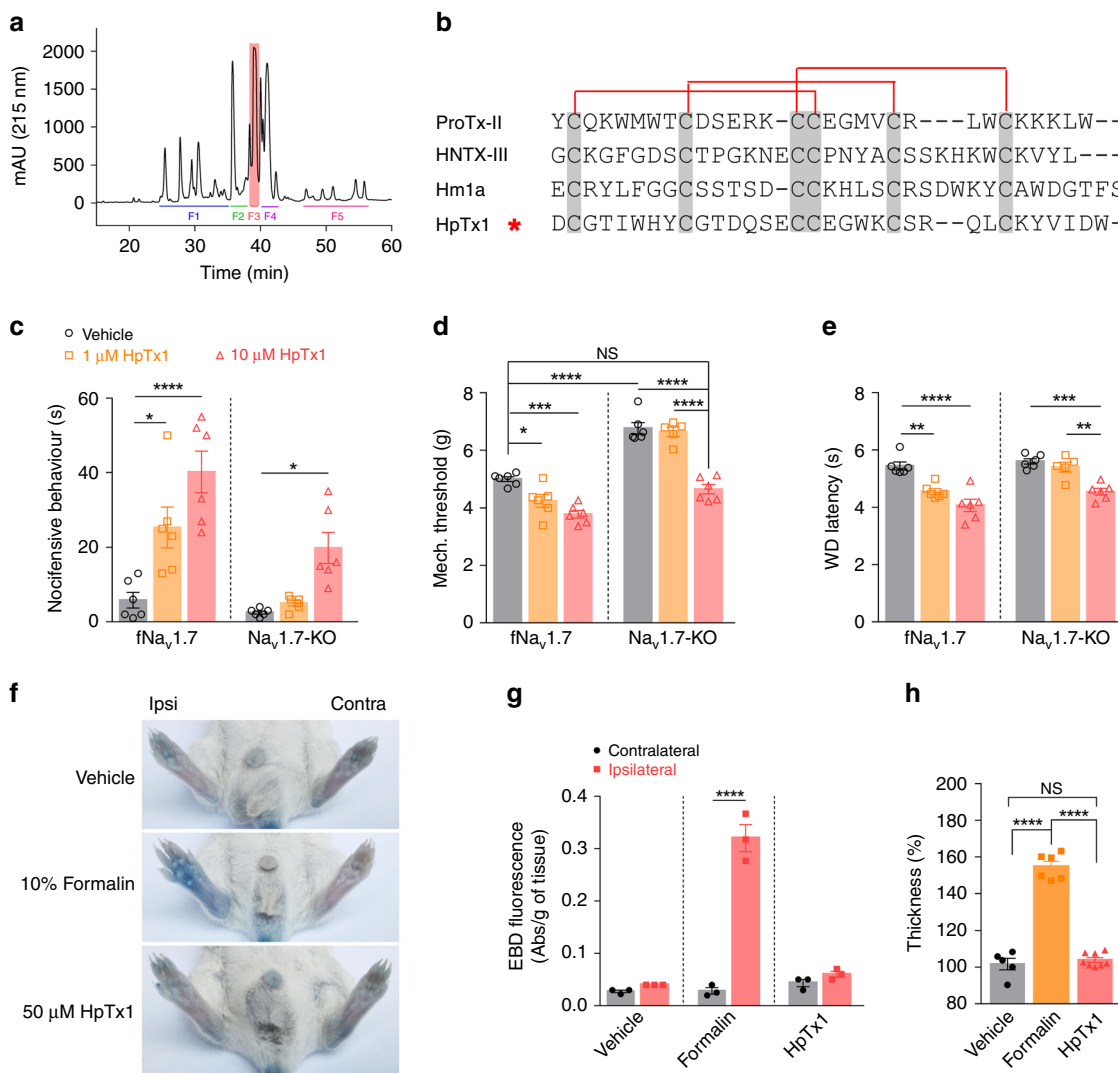 a
mAU (215 nm)
2000
1500
1000
500
0
F1
F2
F3
F4
F5
20
30
40
50
60
Time (min)
b
ProTx-II YCQKWMWTCDSERK-CCEGMVCR---LWCKKKLW--
HNTX-III GCKGFGDSCTPGKNECCPNYACSSKHKWCKVYL---
Hm1a ECRYLFGGCSSTSD-CCKHLSCRSDWKYCAWDGTFS
HpTx1 * DCGTIWHYCGTDQSECCEGWKCSR--QLCKYVIDW-
c
Vehicle
1 μM HpTx1
10 μM HpTx1
Nocifensive behaviour (s)
60
40
20
0
****
*
*
fNav1.7
Nav1.7-KO
d
Mech. threshold (g)
8
6
4
2
0
NS
****
****
***
****
*
fNav1.7
Nav1.7-KO
e
WD latency (s)
8
6
4
2
0
****
***
**
**
fNav1.7
Nav1.7-KO
f
Ipsi
Contra
Vehicle
10% Formalin
50 μM HpTx1
g
Contralateral
Ipsilateral
EBD fluorescence
(Abs/g of tissue)
0.4
0.3
0.2
0.1
0.0
****
Vehicle
Formalin
HpTx1
h
Thickness (%)
200
180
160
140
120
100
80
NS
****
****
Vehicle
Formalin
HpTx1